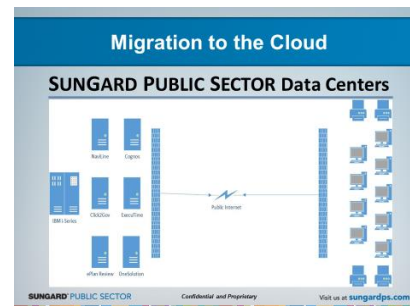 Migration to the Cloud
SUNGARD PUBLIC SECTOR Data Centers
Cognos
IBM i Series
Click2Gov
ExecuTime
Public Internet
ePlan Review
OneSolution
SUNGARD PUBLIC SECTOR
Confidential and Proprietary
Visit us at sungardps.com